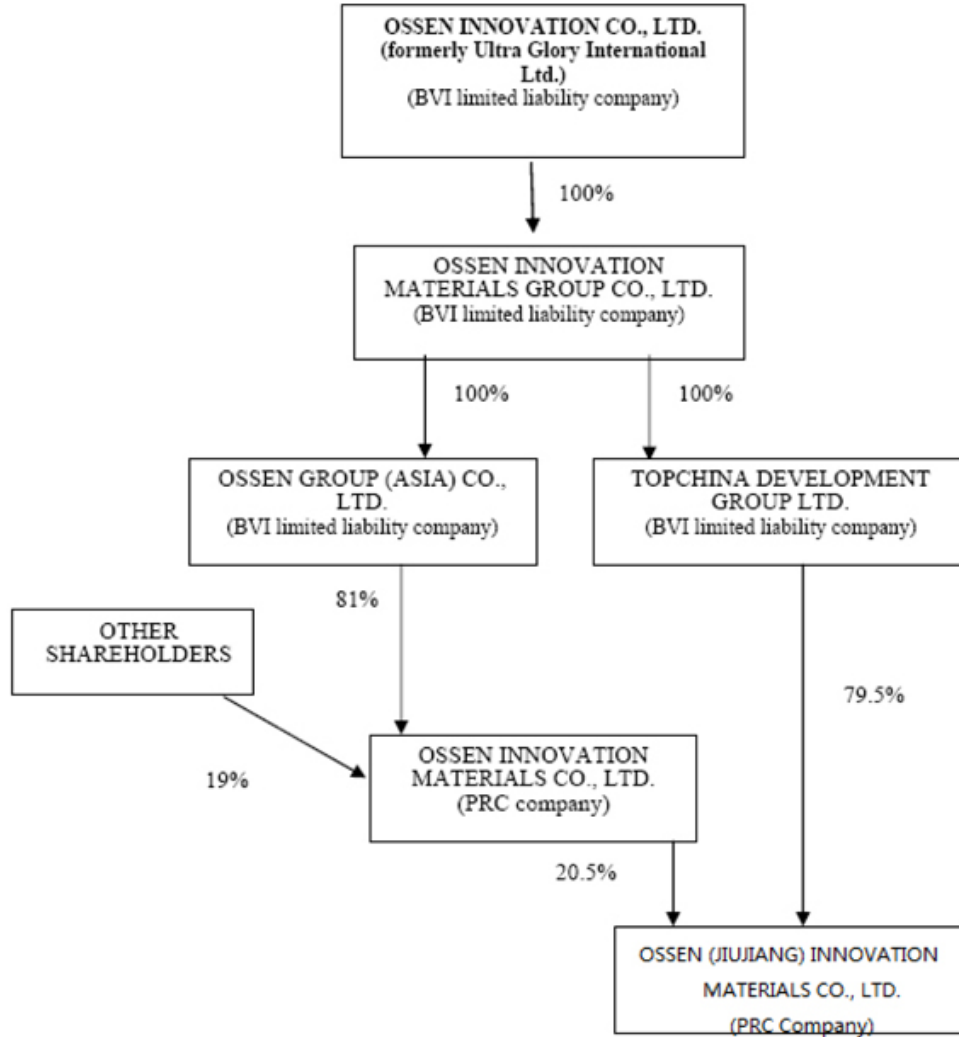 OSSEN INNOVATION CO., LTD.
(formerly Ultra Glory International
Ltd.)
(BVI limited liability company)
100%
OSSEN INNOVATION
MATERIALS GROUP CO., LTD.
(BVI limited liability company)
100%
100%
OSSEN GROUP (ASIA) CO.,
LTD.
(BVI limited liability company)
TOPCHINA DEVELOPMENT
GROUP LTD.
(BVI limited liability company)
81%
OTHER
SHAREHOLDERS
79.5%
19%
OSSEN INNOVATION
MATERIALS CO., LTD.
(PRC company)
20.5%
OSSEN (JIUJIANG) INNOVATION
MATERIALS CO., LTD.
(PRC Company)